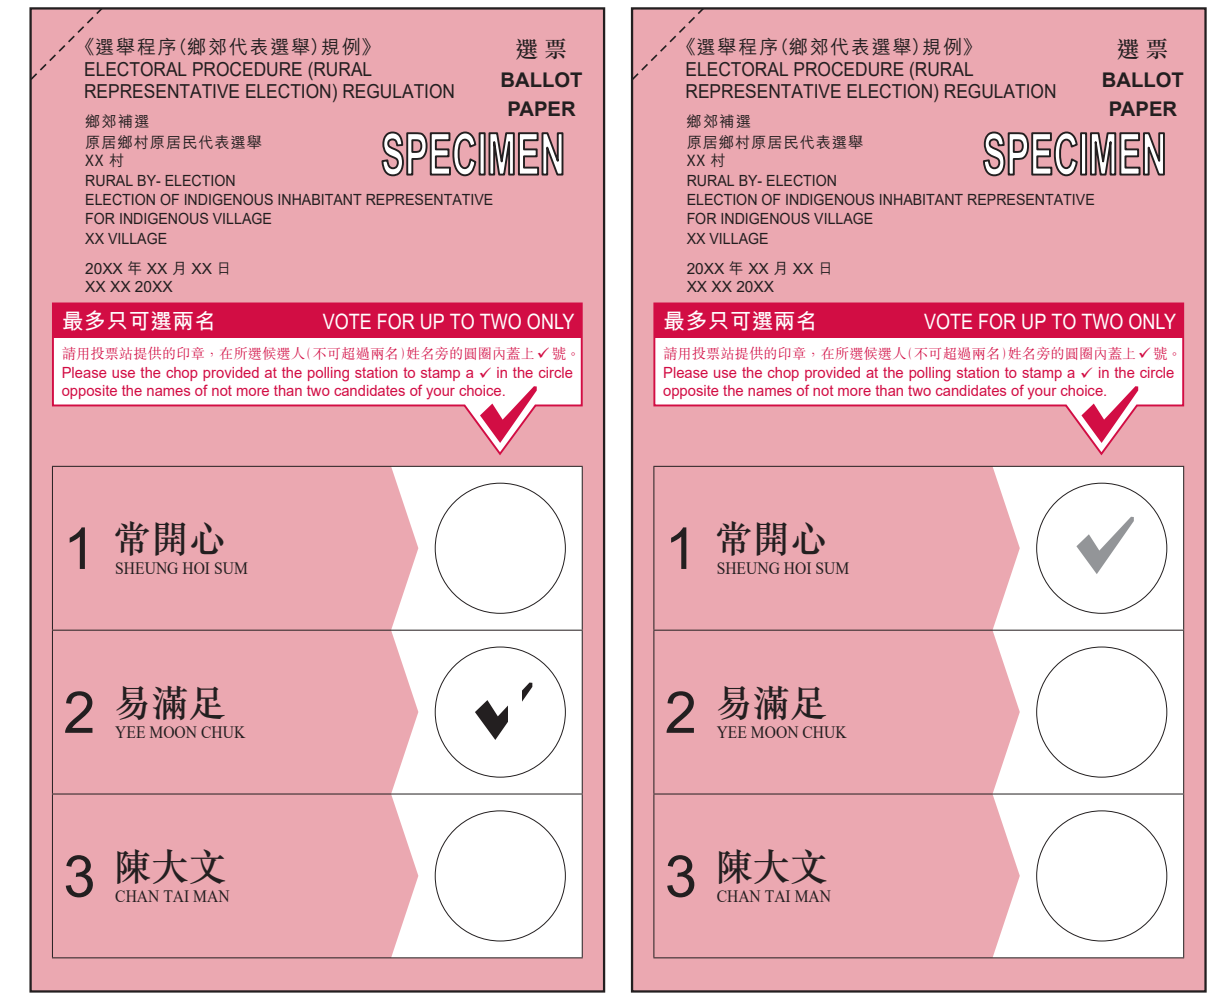 《選舉程序(鄉郊代表選舉)規例》
ELECTORAL PROCEDURE (RURAL
REPRESENTATIVE ELECTION) REGULATION
選票
BALLOT
PAPER
鄉郊補選
原居鄉村原居民代表選舉
XX 村
SPECIMEN
RURAL BY- ELECTION
ELECTION OF INDIGENOUS INHABITANT REPRESENTATIVE
FOR INDIGENOUS VILLAGE
XX VILLAGE
20XX 年 XX 月 XX 日
XX XX 20XX
最多只可選兩名 VOTE FOR UP TO TWO ONLY
請用投票站提供的印章，在所選候選人(不可超過兩名)姓名旁的圓圈內蓋上✓號。
Please use the chop provided at the polling station to stamp a ✓ in the circle
opposite the names of not more than two candidates of your choice.
1 常開心
SHEUNG HOI SUM
2 易滿足
YEE MOON CHUK
3 陳大文
CHAN TAI MAN
《選舉程序(鄉郊代表選舉)規例》
ELECTORAL PROCEDURE (RURAL
REPRESENTATIVE ELECTION) REGULATION
選票
BALLOT
PAPER
鄉郊補選
原居鄉村原居民代表選舉
XX 村
SPECIMEN
RURAL BY- ELECTION
ELECTION OF INDIGENOUS INHABITANT REPRESENTATIVE
FOR INDIGENOUS VILLAGE
XX VILLAGE
20XX 年 XX 月 XX 日
XX XX 20XX
最多只可選兩名 VOTE FOR UP TO TWO ONLY
請用投票站提供的印章，在所選候選人(不可超過兩名)姓名旁的圓圈內蓋上✓號。
Please use the chop provided at the polling station to stamp a ✓ in the circle
opposite the names of not more than two candidates of your choice.
1 常開心
SHEUNG HOI SUM
2 易滿足
YEE MOON CHUK
3 陳大文
CHAN TAI MAN